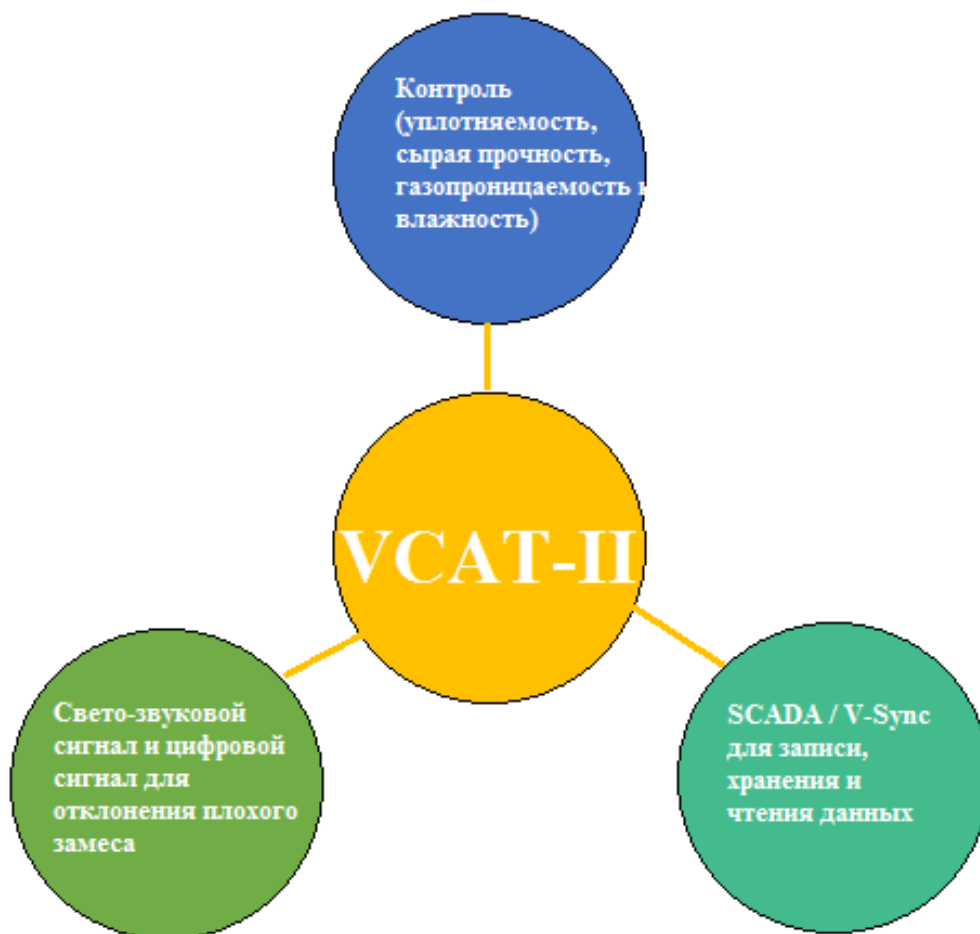 Контроль
(уплотняемость,
сырая прочность,
газопроницаемость и
влажность)
VCAT-II
Свето-звуковой
сигнал и цифровой
сигнал для
отклонения плохого
замеса
SCADA / V-Sync
для записи,
хранения и
чтения данных